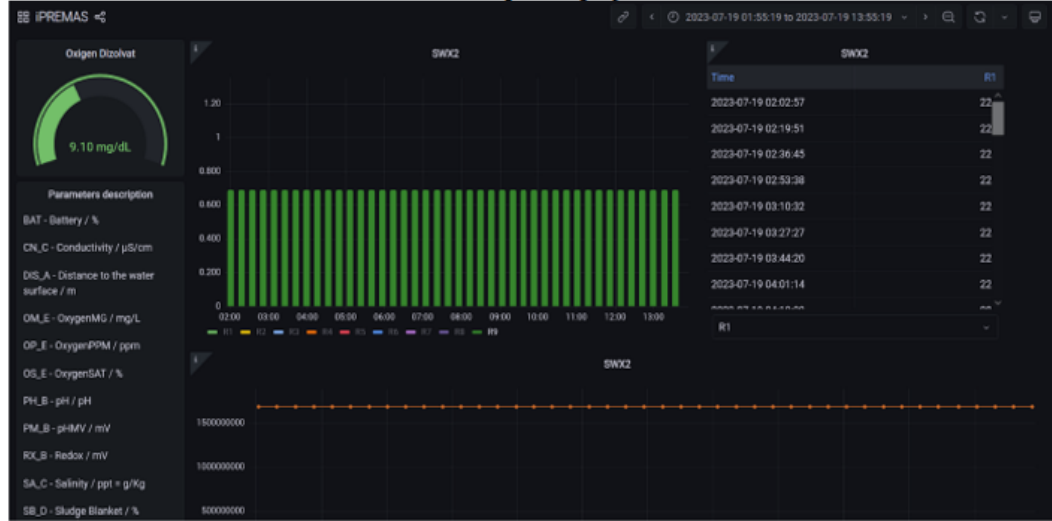 iPREMAS
2023-07-19 01:55:19 to 2023-07-19 13:55:19
Oxigen Dizolvat
9.10 mg/dL
Parameters description
BAT - Battery / %
CN_C - Conductivity / µS/cm
DIS_A - Distance to the water
surface / m
OM_E - OxygenMG / mg/L
OP_E - OxygenPPM / ppm
OS_E - OxygenSAT / %
PH_B - pH / pH
PM_B - pHMV / mV
RX_B - Redox / mV
SA_C - Salinity / ppt = g/Kg
SB_D - Sludge Blanket / %
SWX2
1.20
1
0.800
0.600
0.400
0.200
0
02:00 03:00 04:00 05:00 06:00 07:00 08:00 09:00 10:00 11:00 12:00 13:00
R1 R2 R3 R4 R5 R6 R7 R8 R9
SWX2
Time R1
2023-07-19 02:02:57 22
2023-07-19 02:19:51 22
2023-07-19 02:36:45 22
2023-07-19 02:53:38 22
2023-07-19 03:10:32 22
2023-07-19 03:27:27 22
2023-07-19 03:44:20 22
2023-07-19 04:01:14 22
R1
SWX2
1500000000
1000000000
500000000